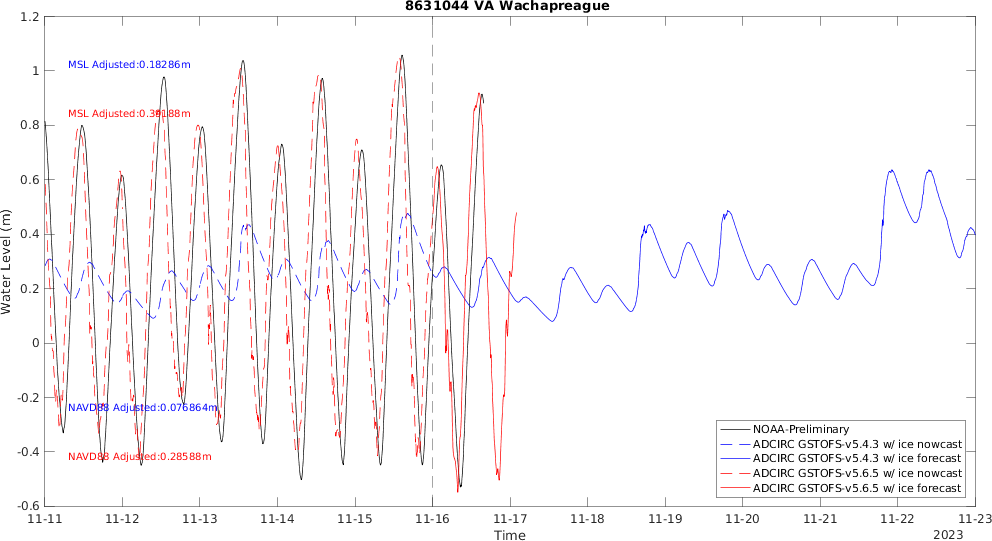 8631044 VA Wachapreague
1.2
1
0.8
0.6
0.4
0.2
0
-0.2
-0.4
-0.6
Water Level (m)
MSL Adjusted:0.18286m
MSL Adjusted:0.39188m
NAVD88 Adjusted:0.076864m
NAVD88 Adjusted:0.28588m
NOAA-Preliminary
ADCIRC GSTOFS-v5.4.3 w/ ice nowcast
ADCIRC GSTOFS-v5.4.3 w/ ice forecast
ADCIRC GSTOFS-v5.6.5 w/ ice nowcast
ADCIRC GSTOFS-v5.6.5 w/ ice forecast
11-11 11-12 11-13 11-14 11-15 11-16 11-17 11-18 11-19 11-20 11-21 11-22 11-23
Time
2023